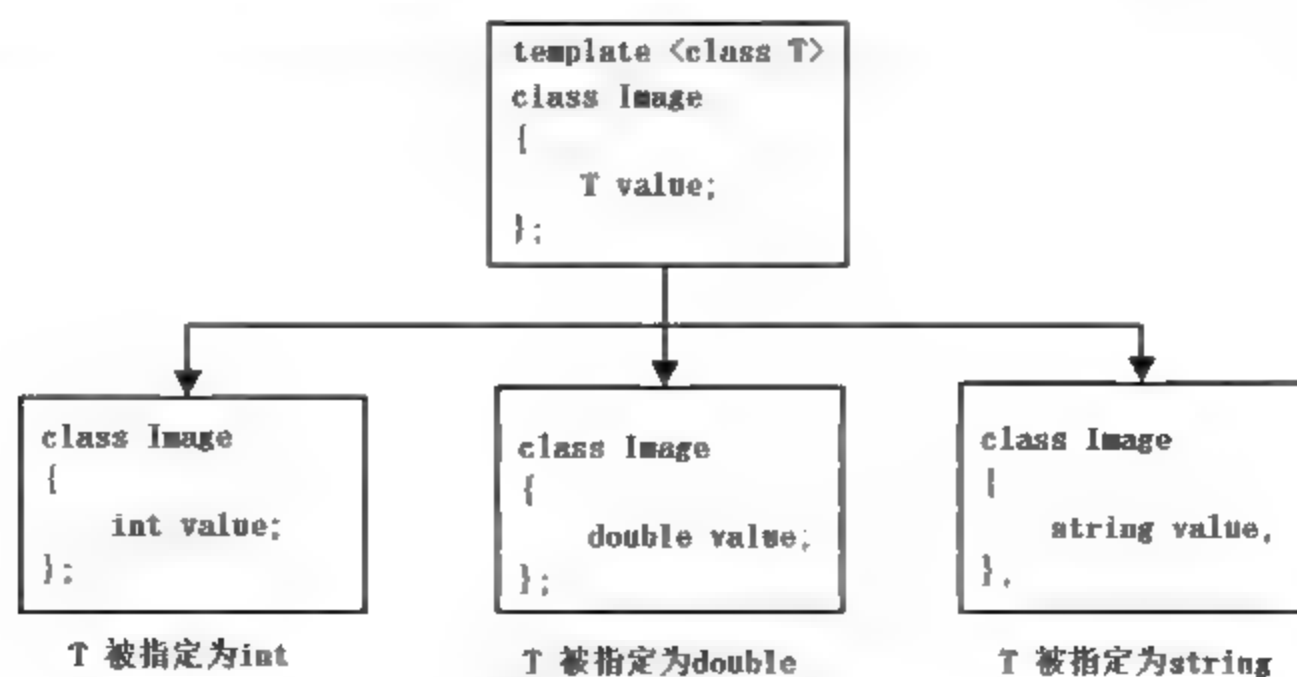 template <class T>
class Image
{
T value;
};
class Image
{
int value;
};
T 被指定为int
class Image
{
double value;
};
T 被指定为double
class Image
{
string value,
},
T 被指定为string